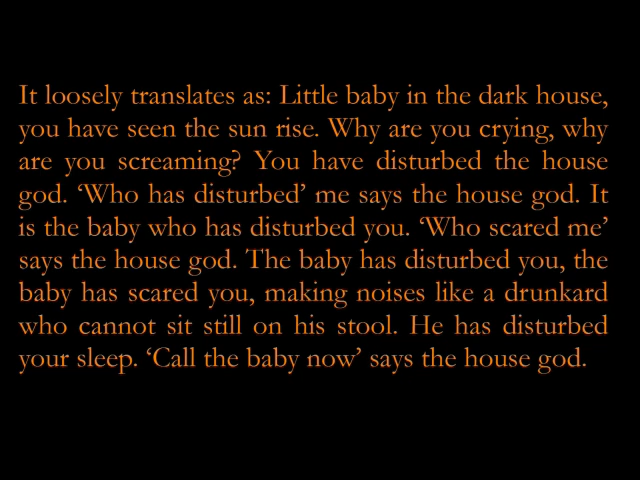 It loosely translates as: Little baby in the dark house,
you have seen the sun rise. Why are you crying, why
are you screaming? You have disturbed the house
god. ‘Who has disturbed’ me says the house god. It
is the baby who has disturbed you. ‘Who scared me’
says the house god. The baby has disturbed you, the
baby has scared you, making noises like a drunkard
who cannot sit still on his stool. He has disturbed
your sleep. ‘Call the baby now’ says the house god.